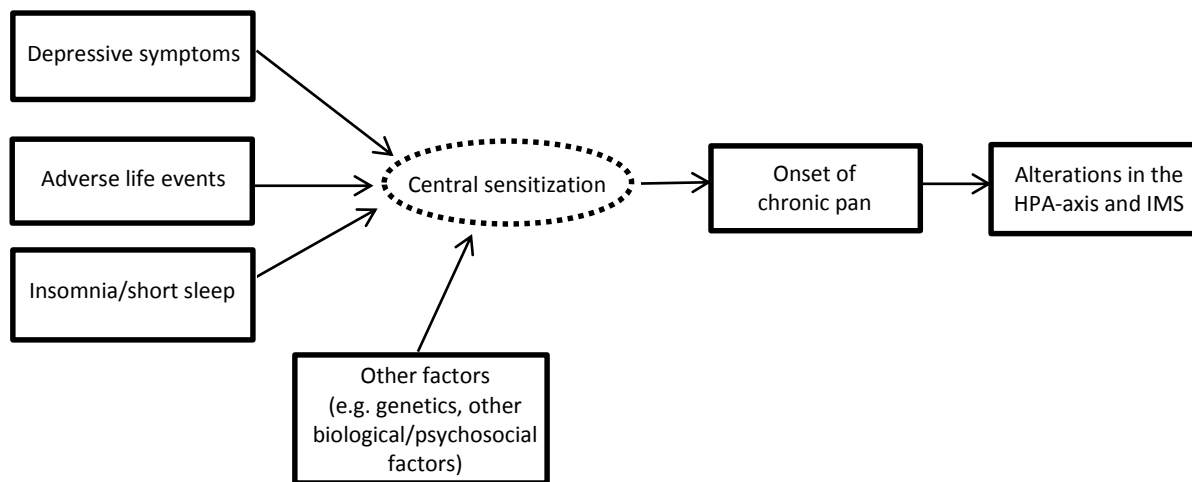 Depressive symptoms
Adverse life events
Insomnia/short sleep
Central sensitization
Onset of
chronic pan
Alterations in the
HPA-axis and IMS
Other factors
(e.g. genetics, other
biological/psychosocial
factors)